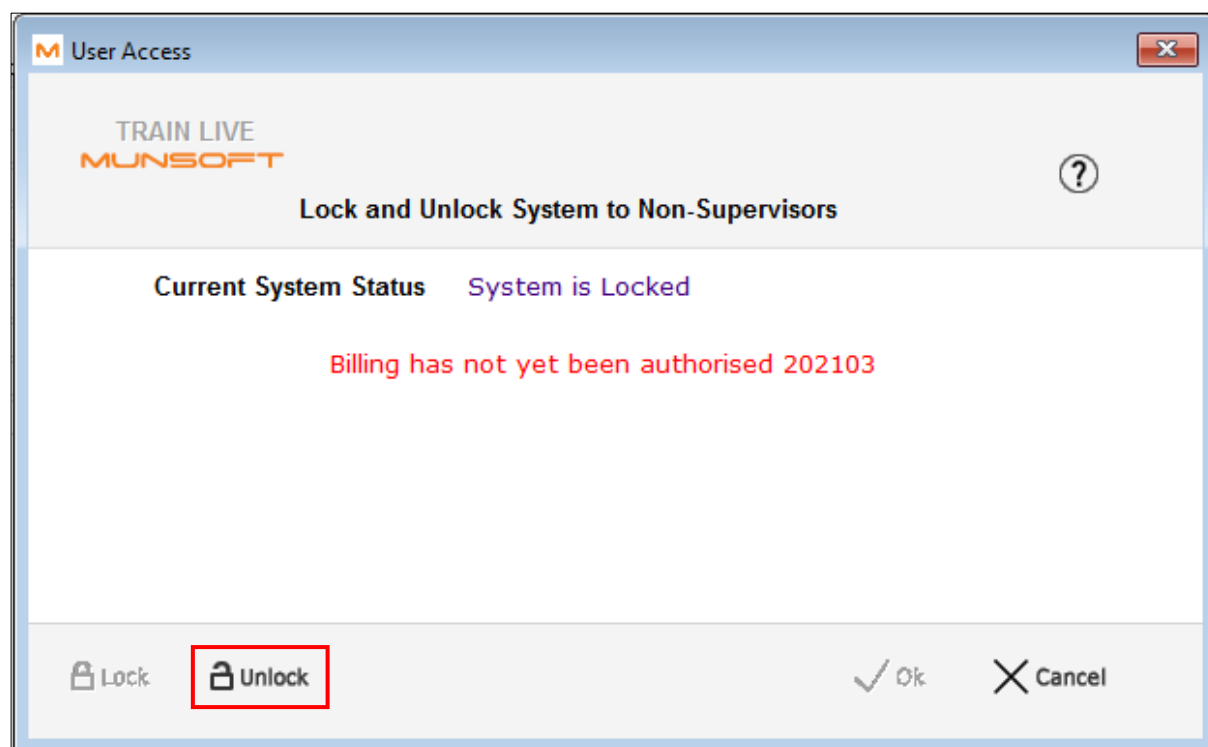 User Access
TRAIN LIVE
MUNSOFT
?
Lock and Unlock System to Non-Supervisors
Current System Status System is Locked
Billing has not yet been authorised 202103
Lock Unlock Ok Cancel